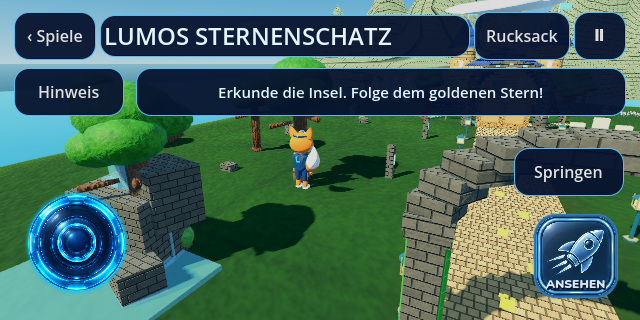 ‹ Spiele
LUMOS STERNENSCHATZ
Rucksack
II
Hinweis
Erkunde die Insel. Folge dem goldenen Stern!
Springen
ANSEHEN